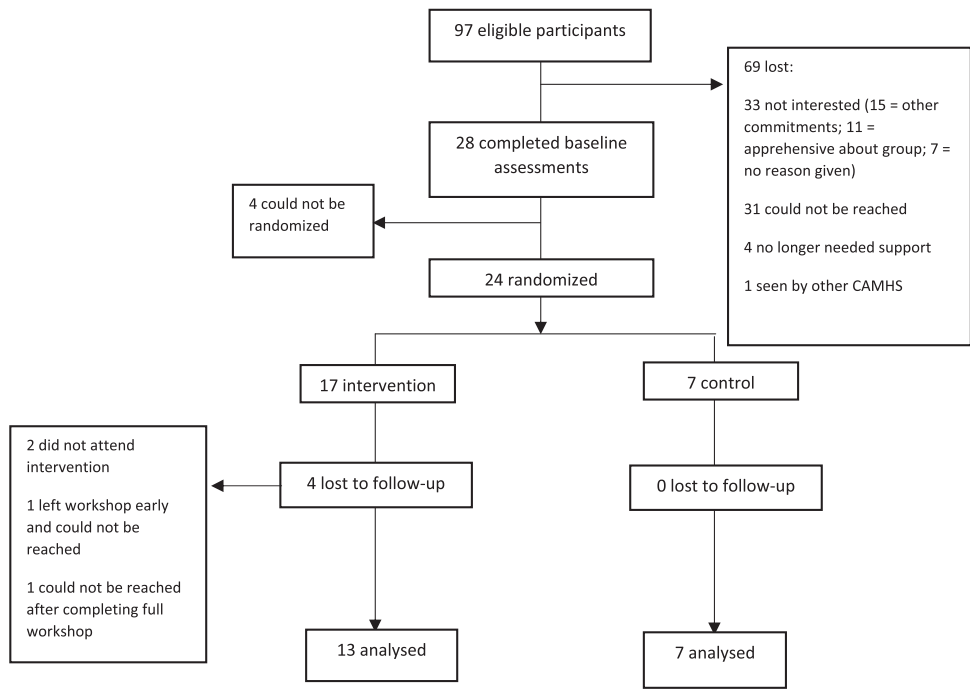 97 eligible participants
69 lost:
33 not interested (15 = other
commitments; 11 =
apprehensive about group; 7 =
no reason given)
31 could not be reached
4 no longer needed support
1 seen by other CAMHS
28 completed baseline
assessments
4 could not be
randomized
24 randomized
17 intervention
7 control
2 did not attend
intervention
1 left workshop early
and could not be
reached
1 could not be reached
after completing full
workshop
4 lost to follow-up
0 lost to follow-up
13 analysed
7 analysed